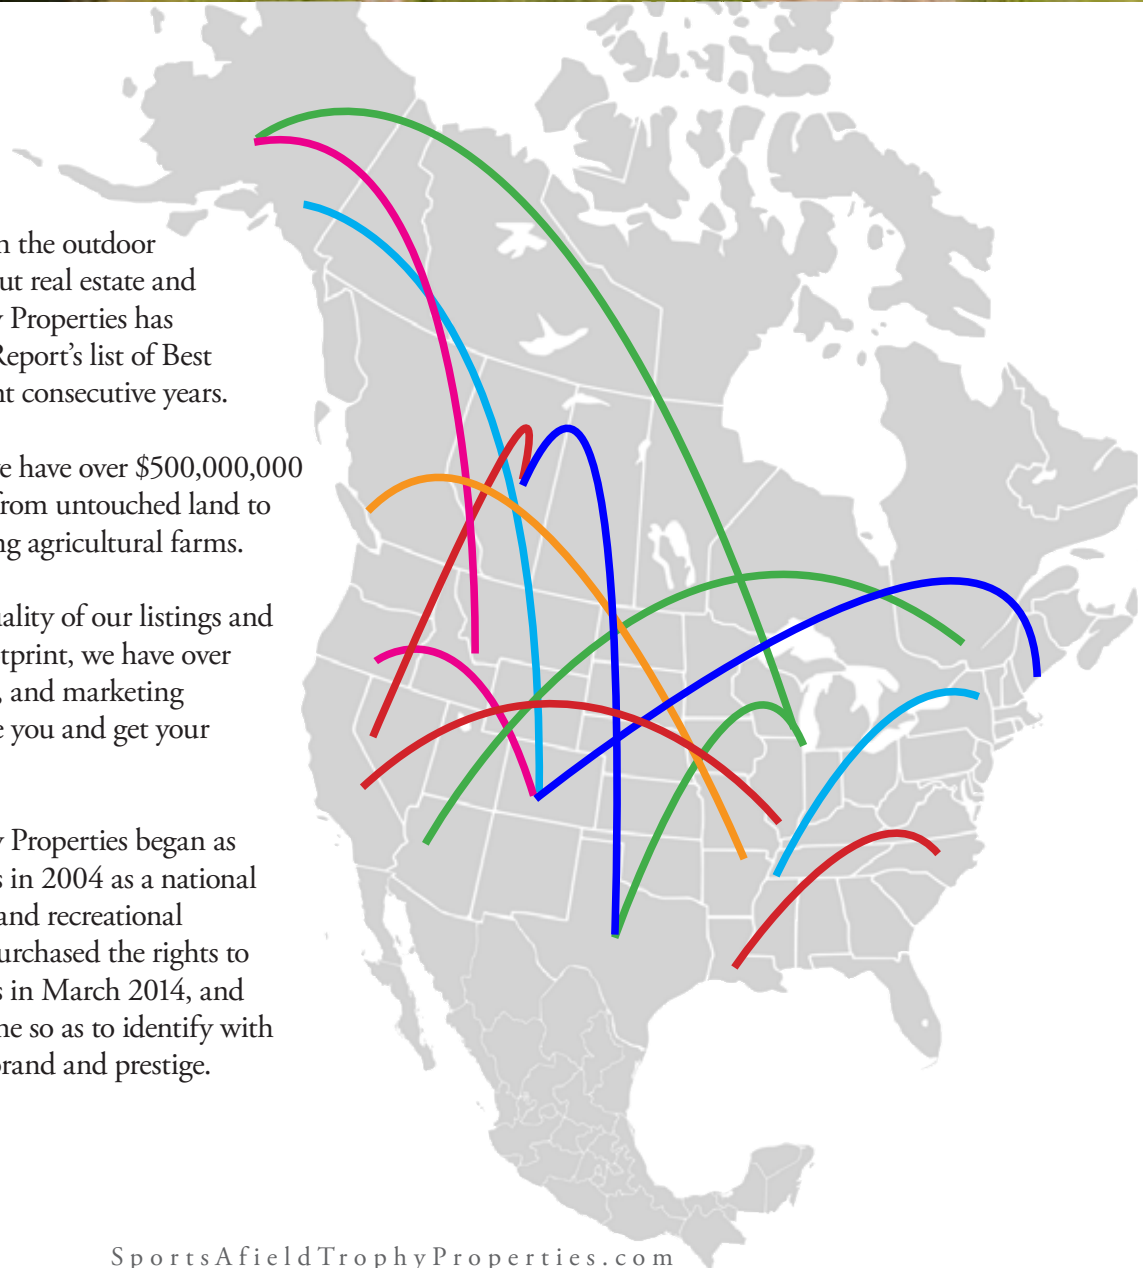 n the outdoor
ut real estate and
y Properties has
Report’s list of Best
nt consecutive years.
ve have over $500,000,000
from untouched land to
ng agricultural farms.
uality of our listings and
tprint, we have over
, and marketing
e you and get your
y Properties began as
s in 2004 as a national
and recreational
urchased the rights to
s in March 2014, and
ne so as to identify with
brand and prestige.
SportsAfieldTrophyProperties.com